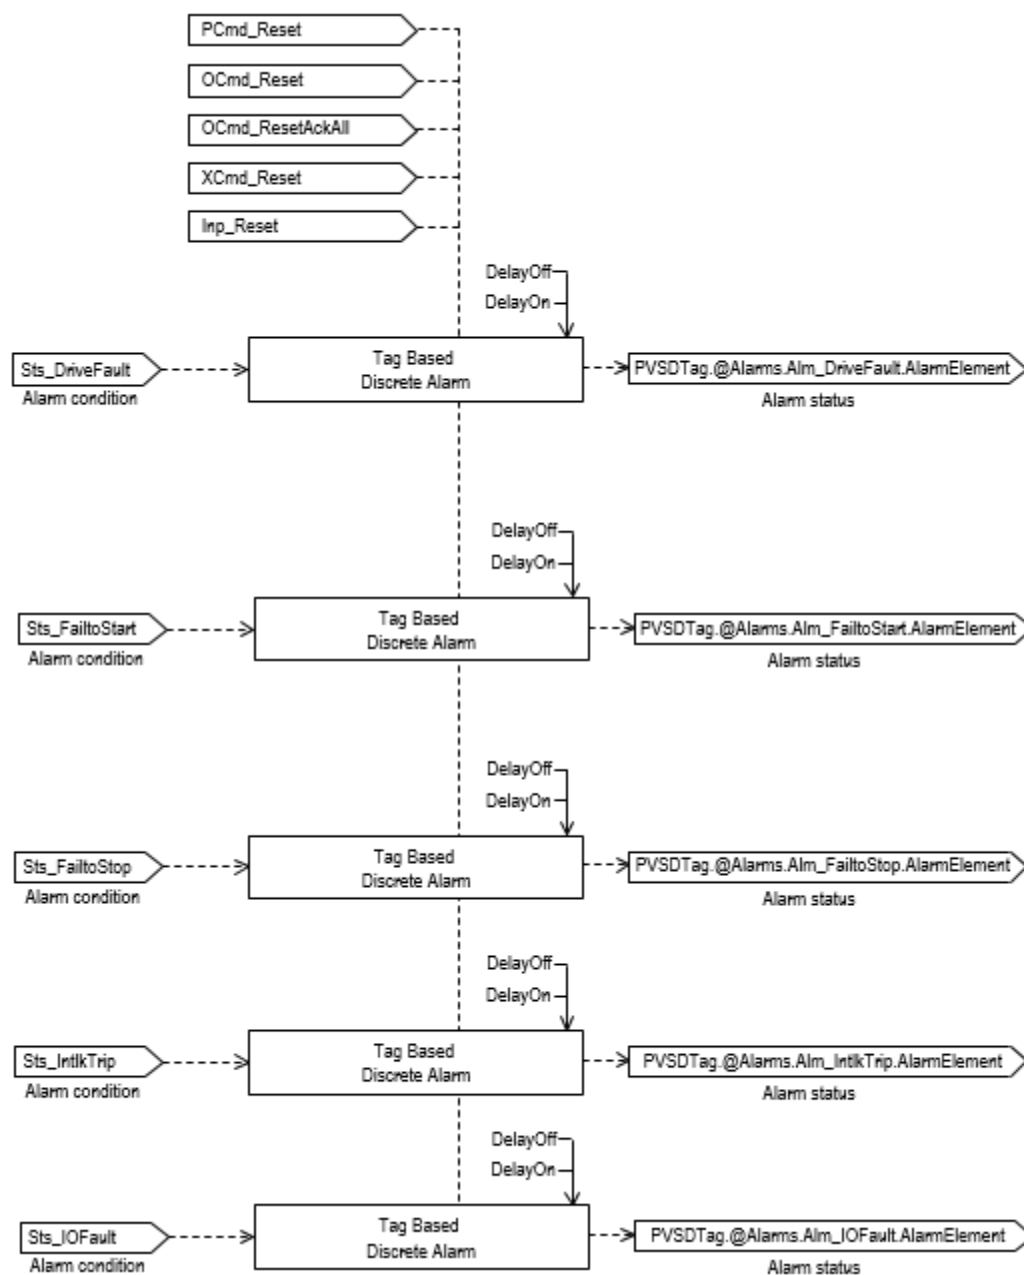 PCmd_Reset
OCmd_Reset
OCmd_ResetAckAll
XCmd_Reset
Inp_Reset
DelayOff
DelayOn
Sts_DriveFault
Alarm condition
Tag Based
Discrete Alarm
PVSDTag.@Alarms.Alm_DriveFault.AlarmElement
Alarm status
DelayOff
DelayOn
Sts_FailtoStart
Alarm condition
Tag Based
Discrete Alarm
PVSDTag.@Alarms.Alm_FailtoStart.AlarmElement
Alarm status
DelayOff
DelayOn
Sts_FailtoStop
Alarm condition
Tag Based
Discrete Alarm
PVSDTag.@Alarms.Alm_FailtoStop.AlarmElement
Alarm status
DelayOff
DelayOn
Sts_IntlkTrip
Alarm condition
Tag Based
Discrete Alarm
PVSDTag.@Alarms.Alm_IntlkTrip.AlarmElement
Alarm status
DelayOff
DelayOn
Sts_IOFault
Alarm condition
Tag Based
Discrete Alarm
PVSDTag.@Alarms.Alm_IOFault.AlarmElement
Alarm status